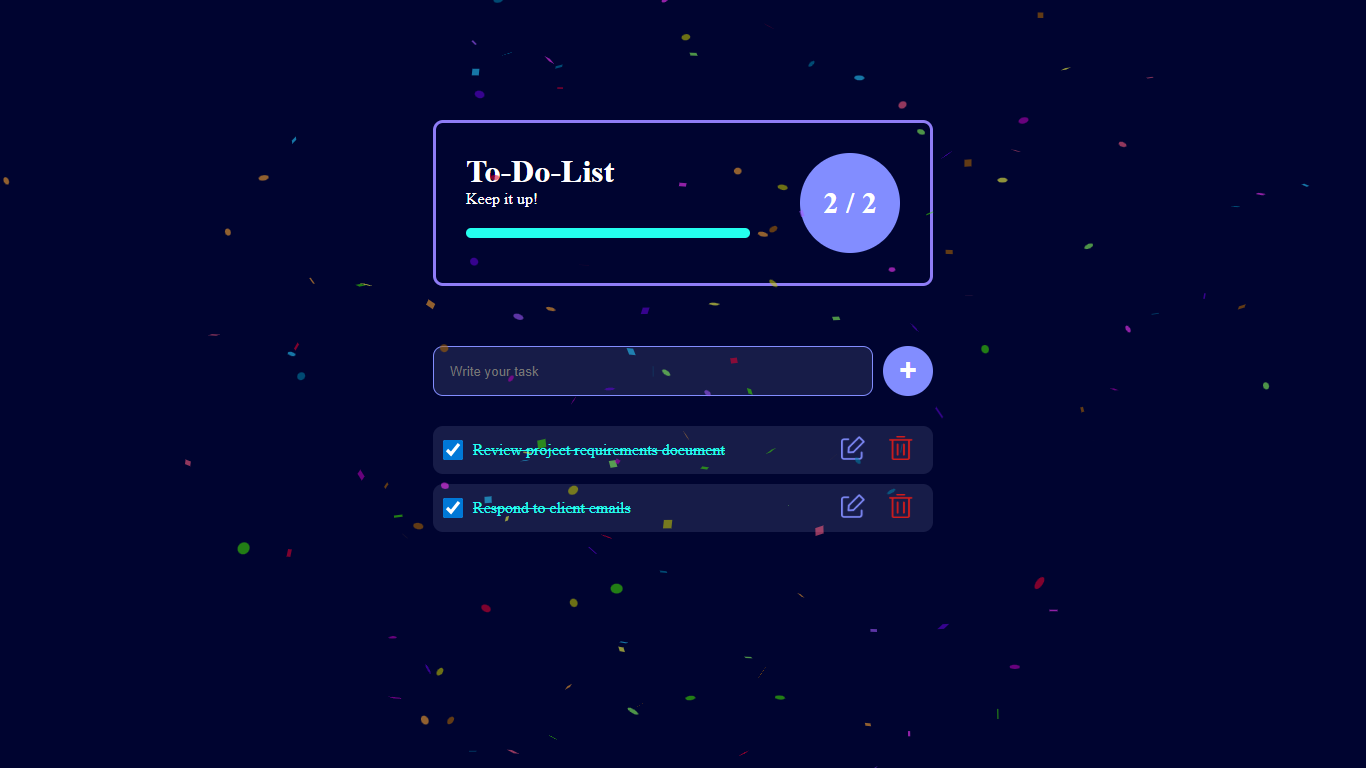 To-Do-List
Keep it up!
2 / 2
Write your task
+
Review project requirements document
Respond to client emails